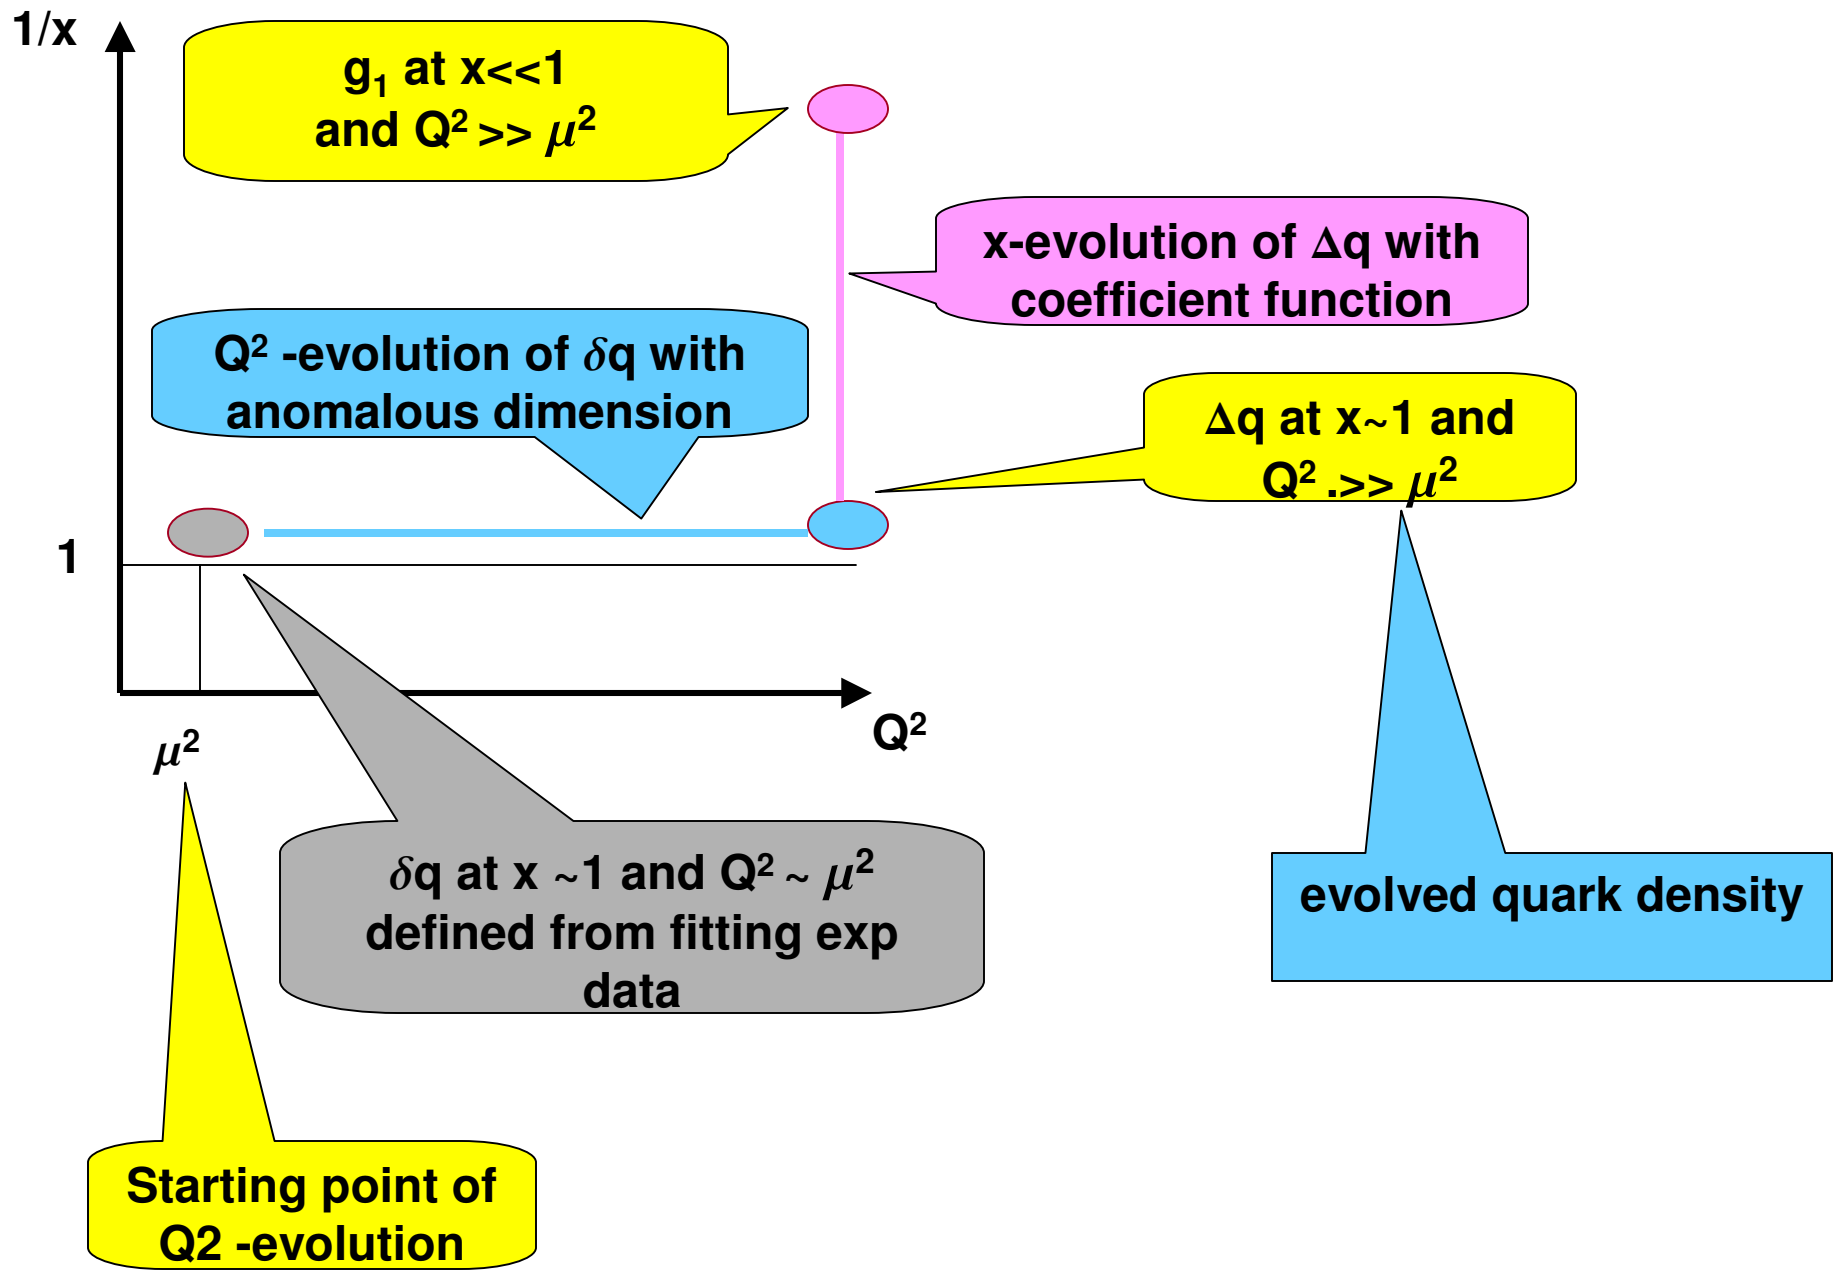 1/x
g₁ at x<<1
and Q² >> μ²
x-evolution of Δq with
coefficient function
Q² -evolution of δq with
anomalous dimension
Δq at x~1 and
Q² .>> μ²
1
Q²
μ²
δq at x ~1 and Q² ~ μ²
defined from fitting exp
data
evolved quark density
Starting point of
Q2 -evolution